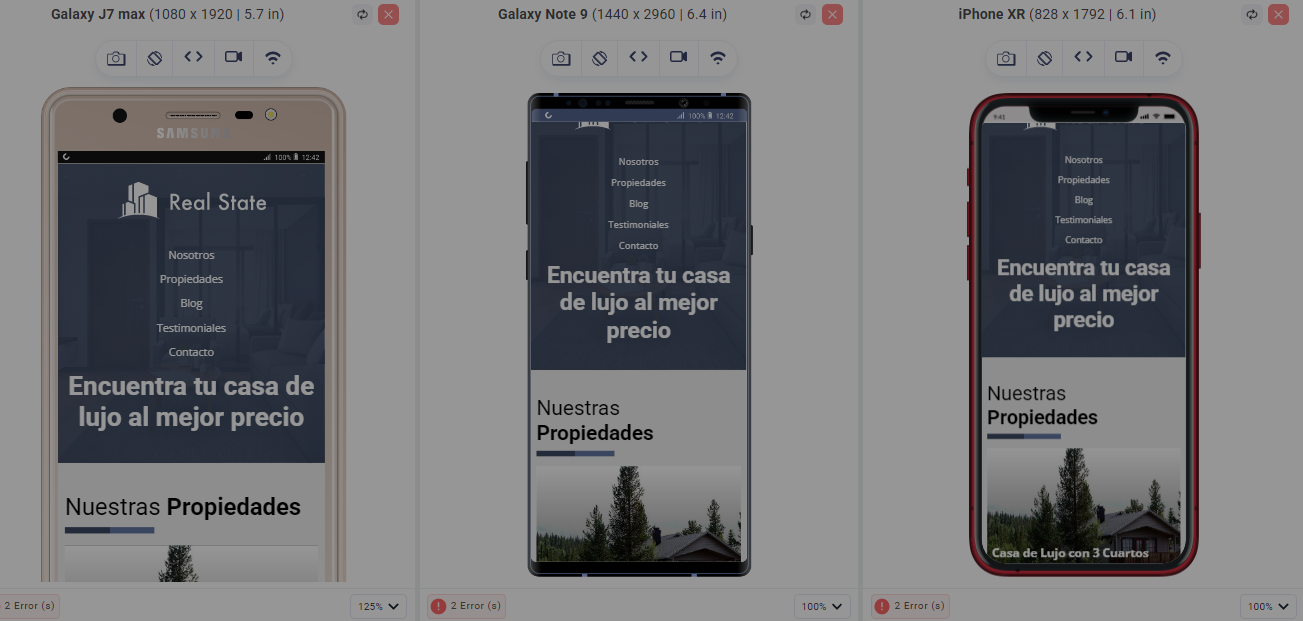 Galaxy J7 max (1080 x 1920 | 5.7 in)
SAMSUNG
100% 12:42
Real State
Nosotros
Propiedades
Blog
Testimoniales
Contacto
Encuentra tu casa de
lujo al mejor precio
Nuestras Propiedades
2 Error (s)
125%
Galaxy Note 9 (1440 x 2960 | 6.4 in)
100% 12:42
Nosotros
Propiedades
Blog
Testimoniales
Contacto
Encuentra tu casa
de lujo al mejor
precio
Nuestras
Propiedades
2 Error (s)
100%
iPhone XR (828 x 1792 | 6.1 in)
9:41
Nosotros
Propiedades
Blog
Testimoniales
Contacto
Encuentra tu casa
de lujo al mejor
precio
Nuestras
Propiedades
Casa de Lujo con 3 Cuartos
2 Error (s)
100%